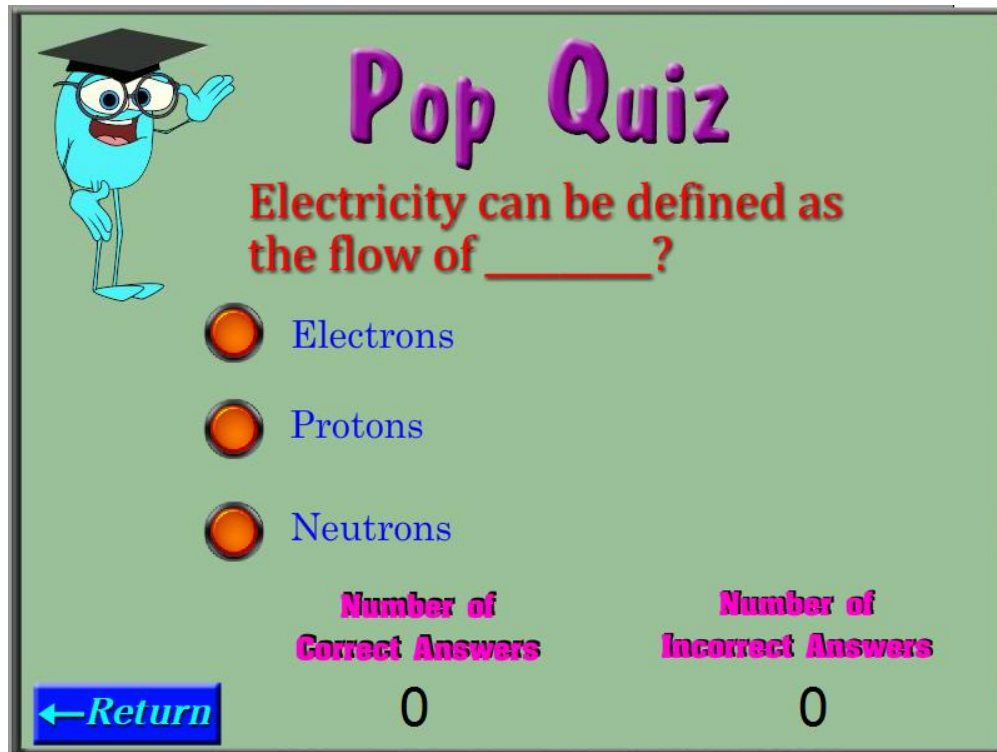 Pop Quiz
Electricity can be defined as
the flow of ________?
Electrons
Protons
Neutrons
Number of
Correct Answers
0
Number of
Incorrect Answers
0
←Return